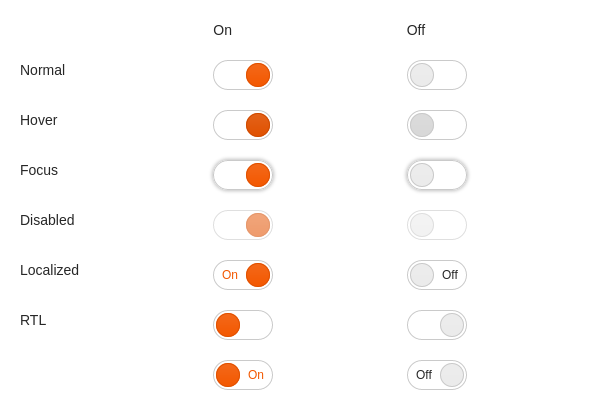 On Off
Normal
Hover
Focus
Disabled
Localized On Off
RTL
On Off